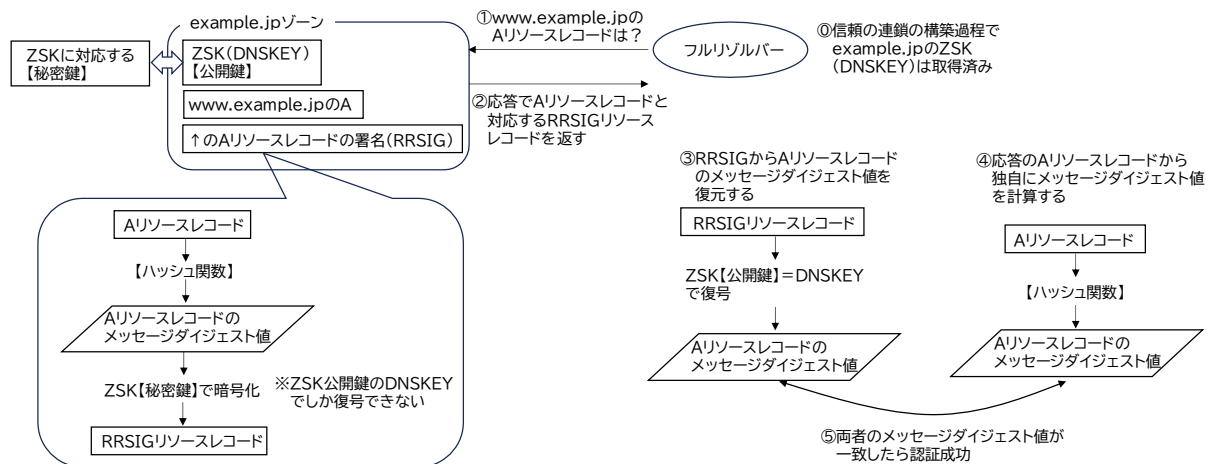 example.jpゾーン
ZSKに対応する
【秘密鍵】
ZSK(DNSKEY)
【公開鍵】
www.example.jpのA
↑のAリソースレコードの署名(RRSIG)
①www.example.jpの
Aリソースレコードは?
フルリゾルバー
⓪信頼の連鎖の構築過程で
example.jpのZSK
(DNSKEY)は取得済み
②応答でAリソースレコードと
対応するRRSIGリソース
レコードを返す
Aリソースレコード
【ハッシュ関数】
Aリソースレコードの
メッセージダイジェスト値
ZSK【秘密鍵】で暗号化
※ZSK公開鍵のDNSKEY
でしか復号できない
RRSIGリソースレコード
③RRSIGからAリソースレコード
のメッセージダイジェスト値を
復元する
RRSIGリソースレコード
ZSK【公開鍵】=DNSKEY
で復号
Aリソースレコードの
メッセージダイジェスト値
④応答のAリソースレコードから
独自にメッセージダイジェスト値
を計算する
Aリソースレコード
【ハッシュ関数】
Aリソースレコードの
メッセージダイジェスト値
⑤両者のメッセージダイジェスト値が
一致したら認証成功